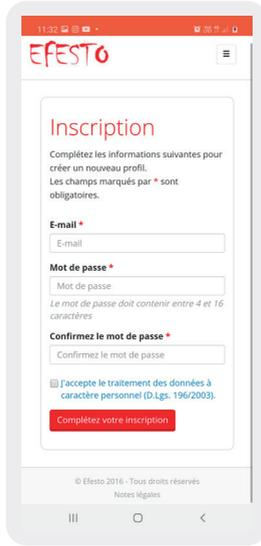 11:32
EFESTO
Inscription
Complétez les informations suivantes pour
créer un nouveau profil.
Les champs marqués par * sont
obligatoires.
E-mail *
E-mail
Mot de passe *
Mot de passe
Le mot de passe doit contenir entre 4 et 16
caractères
Confirmez le mot de passe *
Confirmez le mot de passe
J'accepte le traitement des données à
caractère personnel (D.Lgs. 196/2003).
Complétez votre inscription
© Efesto 2016 - Tous droits réservés
Notes légales